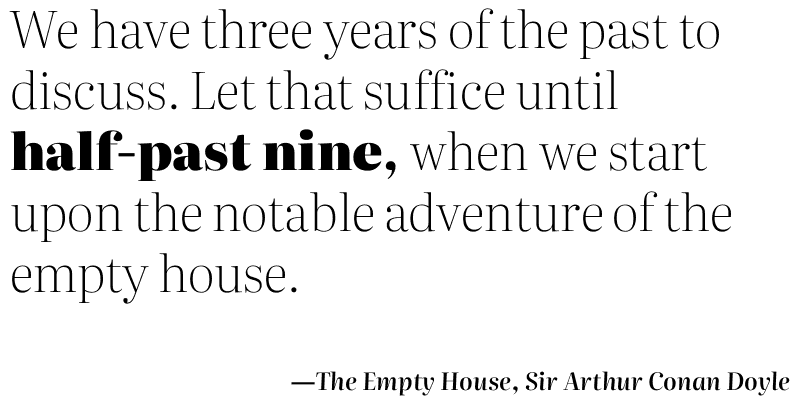 We have three years of the past to
discuss. Let that suffice until
half-past nine, when we start
upon the notable adventure of the
empty house.
—The Empty House, Sir Arthur Conan Doyle